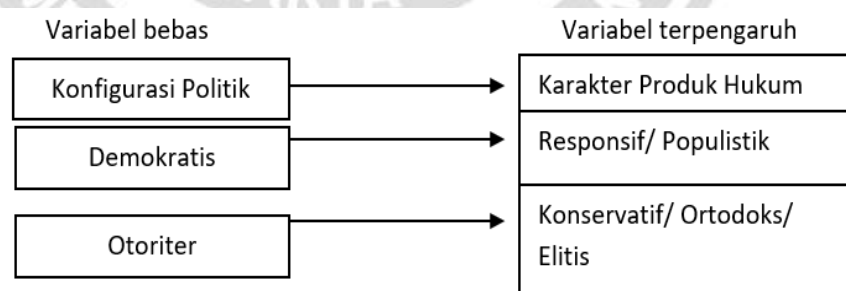 Variabel bebas
Variabel terpengaruh
Konfigurasi Politik
Karakter Produk Hukum
Demokratis
Responsif/ Populistik
Otoriter
Konservatif/ Ortodoks/
Elitis